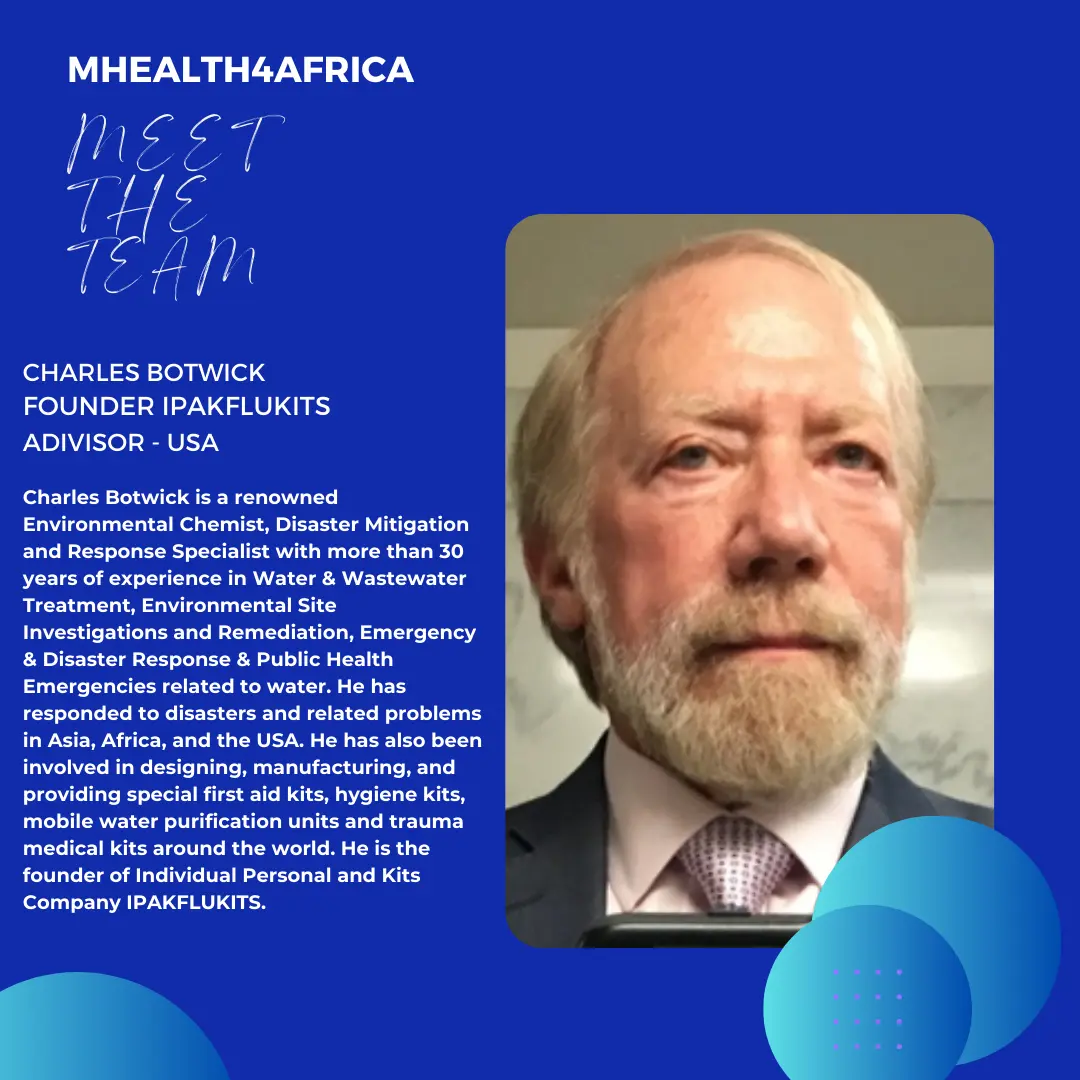 MHEALTH4AFRICA
MEET
THE
TEAM
CHARLES BOTWICK
FOUNDER IPAKFLUKITS
ADIVISOR - USA
Charles Botwick is a renowned
Environmental Chemist, Disaster Mitigation
and Response Specialist with more than 30
years of experience in Water & Wastewater
Treatment, Environmental Site
Investigations and Remediation, Emergency
& Disaster Response & Public Health
Emergencies related to water. He has
responded to disasters and related problems
in Asia, Africa, and the USA. He has also been
involved in designing, manufacturing, and
providing special first aid kits, hygiene kits,
mobile water purification units and trauma
medical kits around the world. He is the
founder of Individual Personal and Kits
Company IPAKFLUKITS.